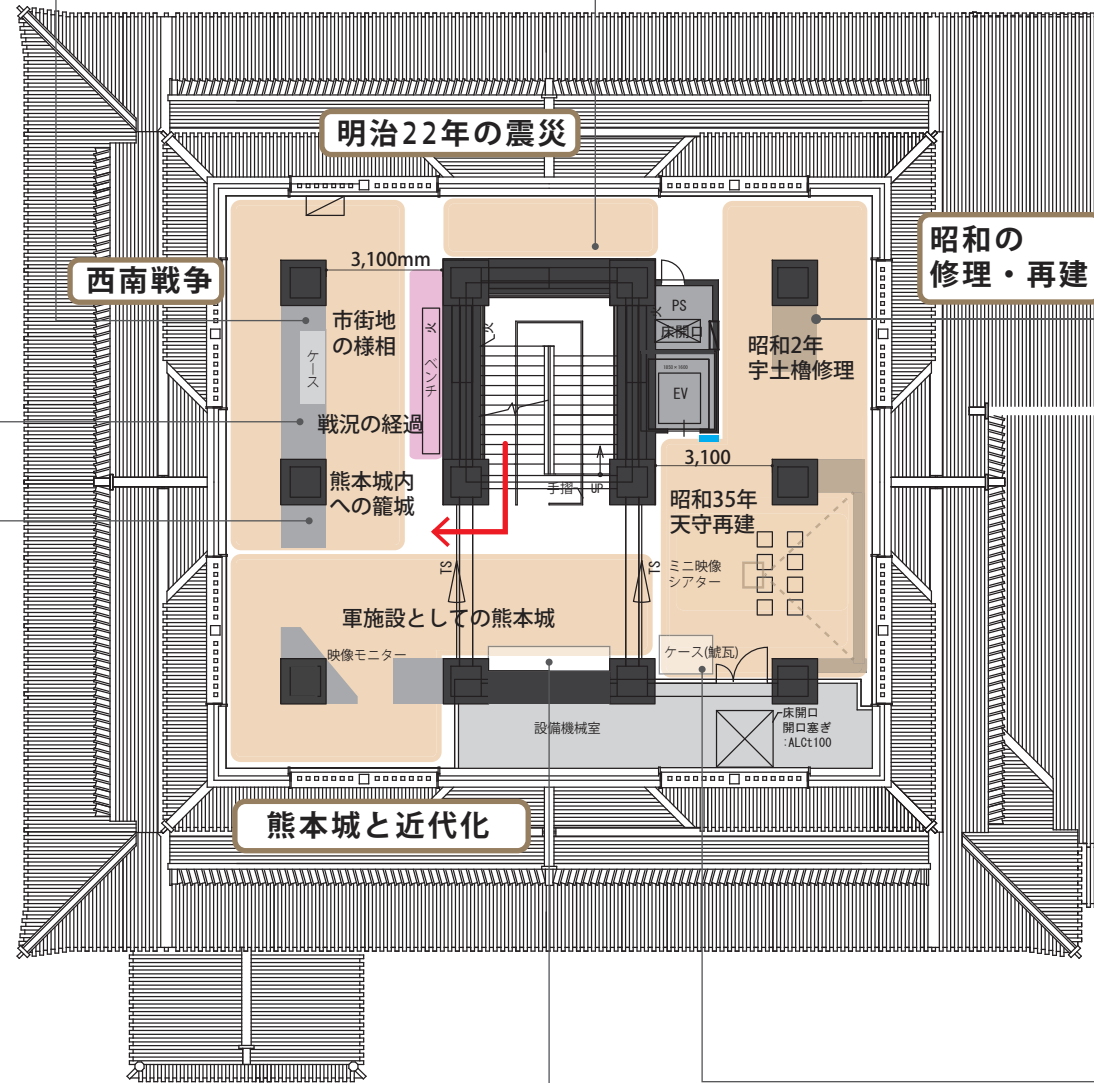 明治22年の震災
昭和の
修理・再建
西南戦争
3,100mm
市街地
の様相
ケース
火
ベンチ
火
PS
床開口
EV
昭和2年
宇土櫓修理
戦況の経過
熊本城内
への籠城
手摺
UP
3,100
昭和35年
天守再建
TS
TS
ミニ映像
シアター
軍施設としての熊本城
映像モニター
ケース(鯱瓦)
設備機械室
床開口
開口塞ぎ
:ALCt100
熊本城と近代化